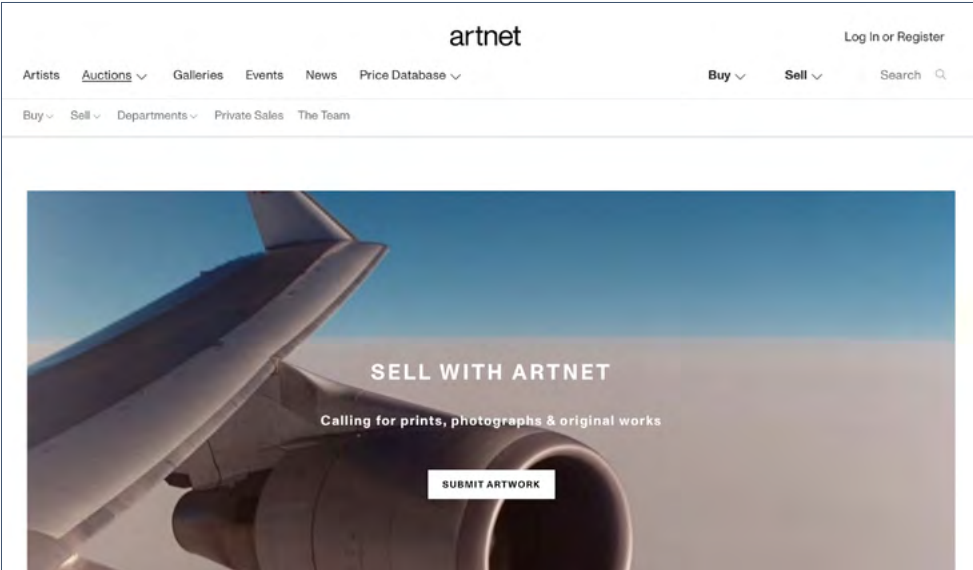 artnet
Log In or Register
Artists Auctions Galleries Events News Price Database Buy Sell Search
Buy Sell Departments Private Sales The Team
SELL WITH ARTNET
Calling for prints, photographs & original works
SUBMIT ARTWORK